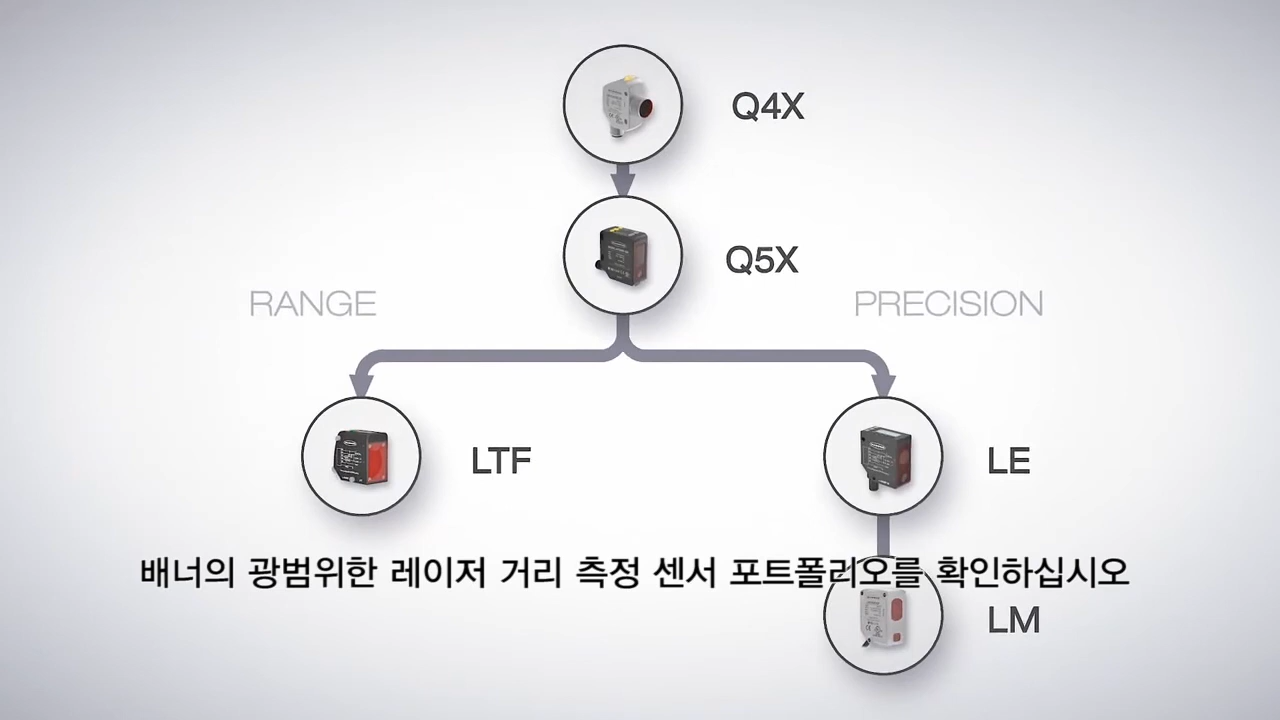 Q4X
Q5X
RANGE
PRECISION
LTF
LE
배너의 광범위한 레이저 거리 측정 센서 포트폴리오를 확인하십시오
LM